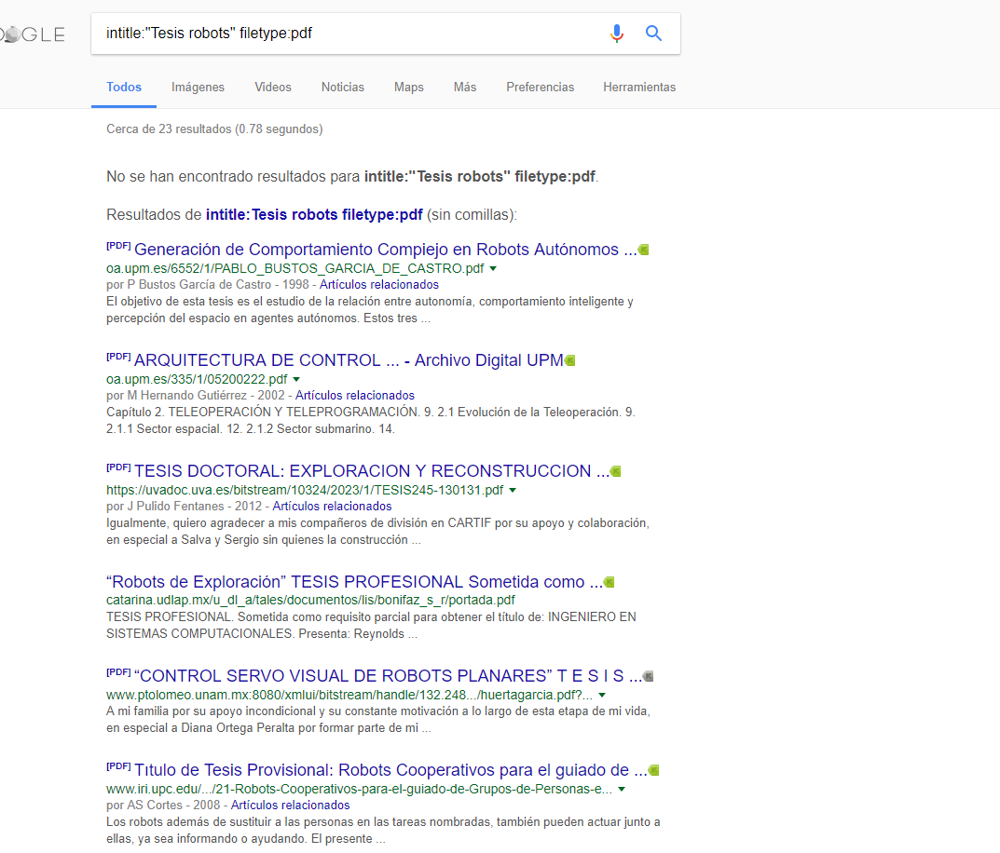 OGLE
intitle:"Tesis robots" filetype:pdf
Todos Imágenes Videos Noticias Maps Más Preferencias Herramientas
Cerca de 23 resultados (0.78 segundos)
No se han encontrado resultados para intitle:"Tesis robots" filetype:pdf.
Resultados de intitle:Tesis robots filetype:pdf (sin comillas):
[PDF] Generación de Comportamiento Compiejo en Robots Autónomos ...
oa.upm.es/6552/1/PABLO_BUSTOS_GARCIA_DE_CASTRO.pdf
por P Bustos García de Castro - 1998 - Artículos relacionados
El objetivo de esta tesis es el estudio de la relación entre autonomía, comportamiento inteligente y
percepción del espacio en agentes autónomos. Estos tres ...
[PDF] ARQUITECTURA DE CONTROL ... - Archivo Digital UPM
oa.upm.es/335/1/05200222.pdf
por M Hernando Gutiérrez - 2002 - Artículos relacionados
Capítulo 2. TELEOPERACIÓN Y TELEPROGRAMACIÓN. 9. 2.1 Evolución de la Teleoperación. 9.
2.1.1 Sector espacial. 12. 2.1.2 Sector submarino. 14.
[PDF] TESIS DOCTORAL: EXPLORACION Y RECONSTRUCCION ...
https://uvadoc.uva.es/bitstream/10324/2023/1/TESIS245-130131.pdf
por J Pulido Fentanes - 2012 - Artículos relacionados
Igualmente, quiero agradecer a mis compañeros de división en CARTIF por su apoyo y colaboración,
en especial a Salva y Sergio sin quienes la construcción ...
“Robots de Exploración” TESIS PROFESIONAL Sometida como ...
catarina.udlap.mx/u_dl_a/tales/documentos/lis/bonifaz_s_r/portada.pdf
TESIS PROFESIONAL. Sometida como requisito parcial para obtener el título de: INGENIERO EN
SISTEMAS COMPUTACIONALES. Presenta: Reynolds ...
[PDF] “CONTROL SERVO VISUAL DE ROBOTS PLANARES” T E S I S ...
www.ptolomeo.unam.mx:8080/xmlui/bitstream/handle/132.248.../huertagarcia.pdf?...
A mi familia por su apoyo incondicional y su constante motivación a lo largo de esta etapa de mi vida,
en especial a Diana Ortega Peralta por formar parte de mi ...
[PDF] Tıtulo de Tesis Provisional: Robots Cooperativos para el guiado de ...
www.iri.upc.edu/.../21-Robots-Cooperativos-para-el-guiado-de-Grupos-de-Personas-e...
por AS Cortes - 2008 - Artículos relacionados
Los robots además de sustituir a las personas en las tareas nombradas, también pueden actuar junto a
ellas, ya sea informando o ayudando. El presente ...